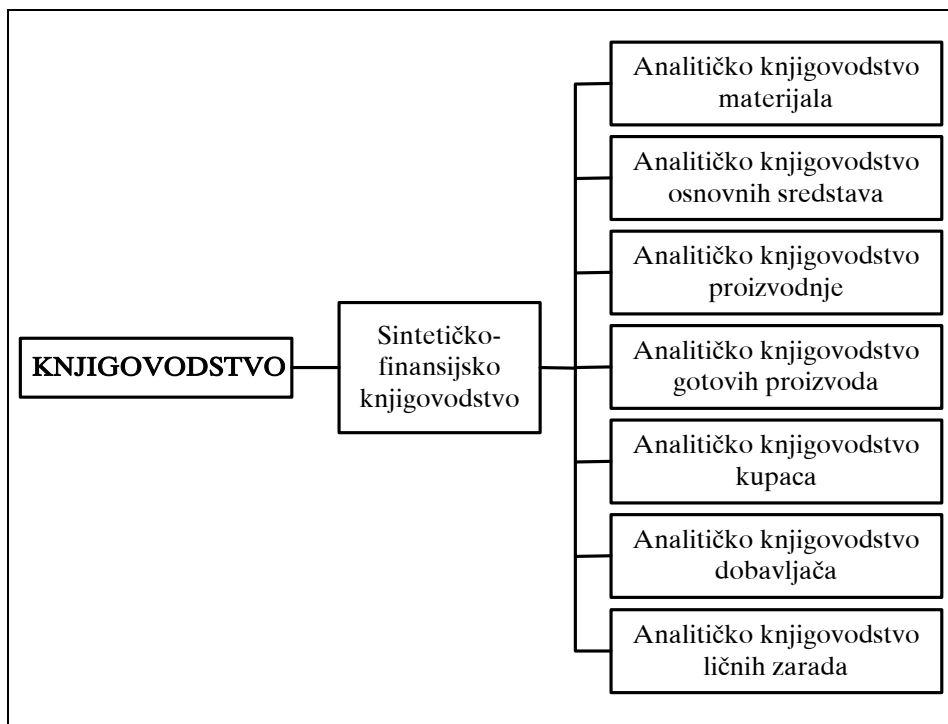 KNJIGOVODSTVO
Sintetičko-
finansijsko
knjigovodstvo
Analitičko knjigovodstvo
materijala
Analitičko knjigovodstvo
osnovnih sredstava
Analitičko knjigovodstvo
proizvodnje
Analitičko knjigovodstvo
gotovih proizvoda
Analitičko knjigovodstvo
kupaca
Analitičko knjigovodstvo
dobavljača
Analitičko knjigovodstvo
ličnih zarada